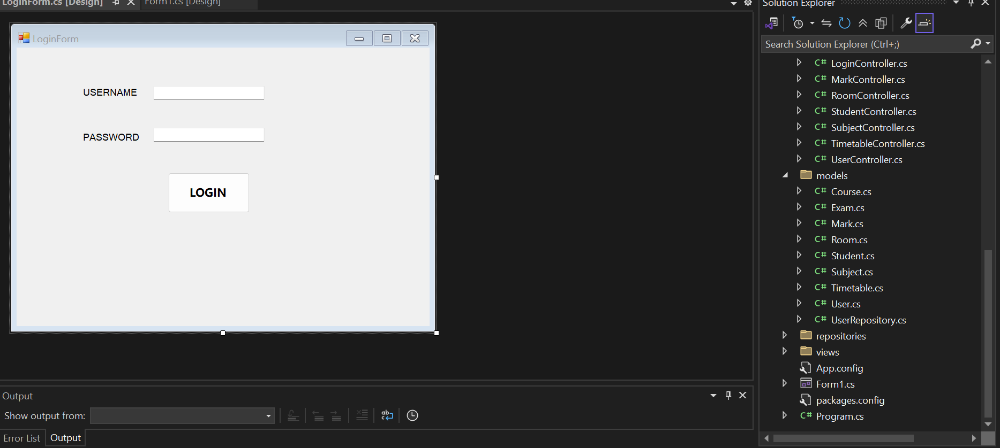 LoginForm.cs [Design]
Form1.cs [Design]
LoginForm
USERNAME
PASSWORD
LOGIN
Output
Show output from:
Error List
Output
Solution Explorer
Search Solution Explorer (Ctrl+;)
C# LoginController.cs
C# MarkController.cs
C# RoomController.cs
C# StudentController.cs
C# SubjectController.cs
C# TimetableController.cs
C# UserController.cs
models
C# Course.cs
C# Exam.cs
C# Mark.cs
C# Room.cs
C# Student.cs
C# Subject.cs
C# Timetable.cs
C# User.cs
C# UserRepository.cs
repositories
views
App.config
Form1.cs
packages.config
C# Program.cs